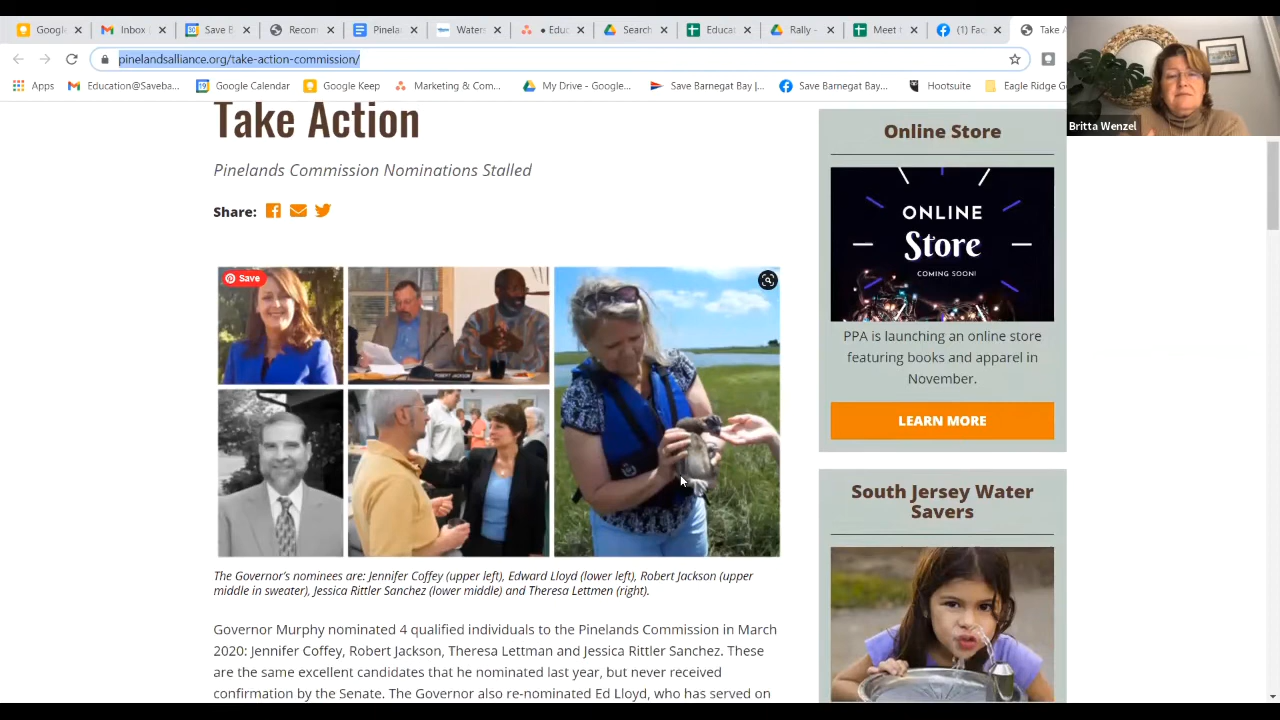 Google
Inbox
Save B
Recom
Pinelan
Waters
Educ
Search
Educat
Rally -
Meet t
(1) Fac
Take A
pinelandsalliance.org/take-action-commission/
Apps
Education@Saveba...
Google Calendar
Google Keep
Marketing & Com...
My Drive - Google...
Save Barnegat Bay |...
Save Barnegat Bay...
Hootsuite
Eagle Ridge G
Britta Wenzel
Take Action
Pinelands Commission Nominations Stalled
Share:
Save
ROBERT JACKSON
The Governor's nominees are: Jennifer Coffey (upper left), Edward Lloyd (lower left), Robert Jackson (upper
middle in sweater), Jessica Rittler Sanchez (lower middle) and Theresa Lettmen (right).
Governor Murphy nominated 4 qualified individuals to the Pinelands Commission in March
2020: Jennifer Coffey, Robert Jackson, Theresa Lettman and Jessica Rittler Sanchez. These
are the same excellent candidates that he nominated last year, but never received
confirmation by the Senate. The Governor also re-nominated Ed Lloyd, who has served on
Online Store
ONLINE
Store
COMING SOON!
PPA is launching an online store
featuring books and apparel in
November.
LEARN MORE
South Jersey Water
Savers